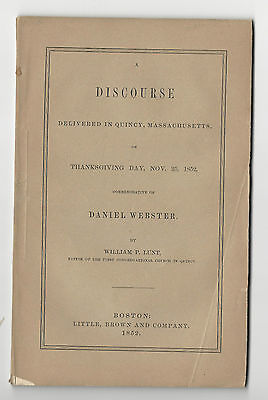 A
DISCOURSE
DELIVERED IN QUINCY, MASSACHUSETTS,
ON
THANKSGIVING DAY, NOV. 25, 1852,
COMMEMORATIVE OF
DANIEL WEBSTER.
BY
WILLIAM P. LUNT,
PASTOR OF THE FIRST CONGREGATIONAL CHURCH IN QUINCY.
BOSTON:
LITTLE, BROWN AND COMPANY.
1852.